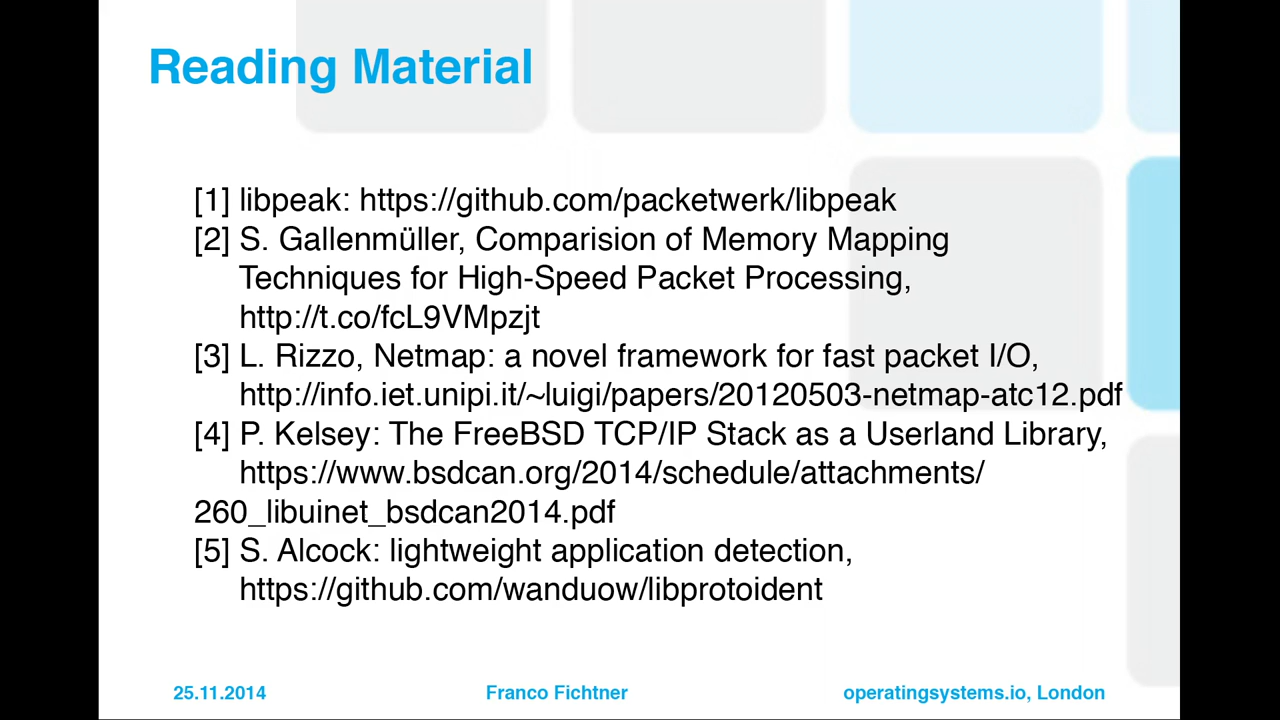 Reading Material
[1] libpeak: https://github.com/packetwerk/libpeak
[2] S. Gallenmüller, Comparision of Memory Mapping
Techniques for High-Speed Packet Processing,
http://t.co/fcL9VMpzjt
[3] L. Rizzo, Netmap: a novel framework for fast packet I/O,
http://info.iet.unipi.it/~luigi/papers/20120503-netmap-atc12.pdf
[4] P. Kelsey: The FreeBSD TCP/IP Stack as a Userland Library,
https://www.bsdcan.org/2014/schedule/attachments/
260_libuinet_bsdcan2014.pdf
[5] S. Alcock: lightweight application detection,
https://github.com/wanduow/libprotoident
25.11.2014 Franco Fichtner operatingsystems.io, London